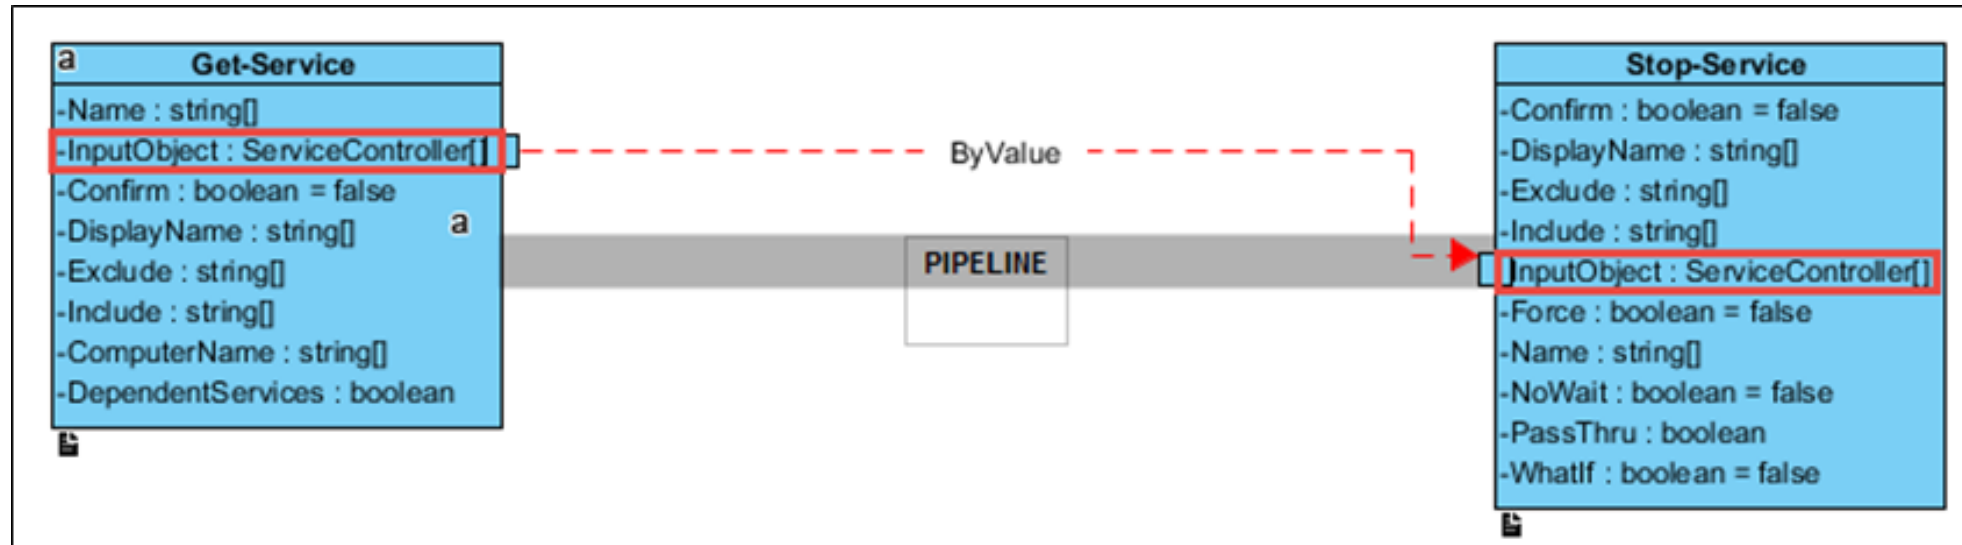 a
Get-Service
-Name : string[]
-InputObject : ServiceController[]
-Confirm : boolean = false
-DisplayName : string[]
a
-Exclude : string[]
-Include : string[]
-ComputerName : string[]
-DependentServices : boolean
ByValue
PIPELINE
Stop-Service
-Confirm : boolean = false
-DisplayName : string[]
-Exclude : string[]
-Include : string[]
InputObject : ServiceController[]
-Force : boolean = false
-Name : string[]
-NoWait : boolean = false
-PassThru : boolean
-WhatIf : boolean = false